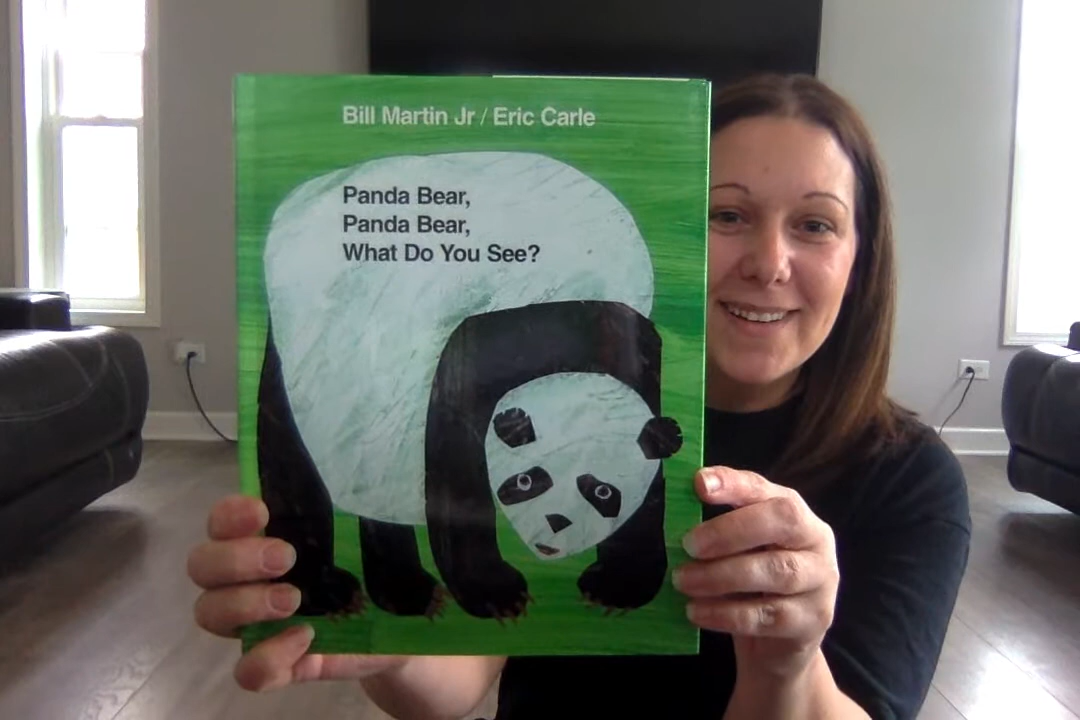 Bill Martin Jr / Eric Carle
Panda Bear,
Panda Bear,
What Do You See?